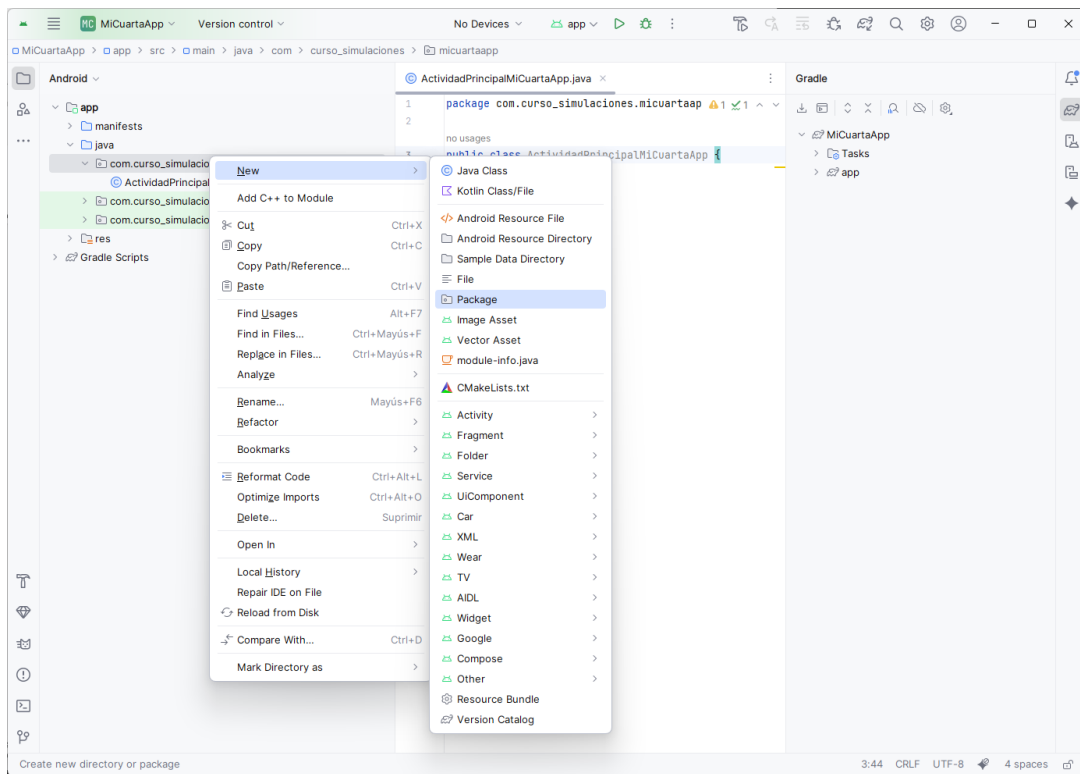 MC MiCuartaApp Version control No Devices app
MiCuartaApp > app > src > main > java > com > curso_simulaciones > micuartaapp
Android
app
manifests
java
com.curso_simulacio
ActividadPrincipal
com.curso_simulacio
com.curso_simulacio
res
Gradle Scripts
New
Add C++ to Module
Cut Ctrl+X
Copy Ctrl+C
Copy Path/Reference...
Paste Ctrl+V
Find Usages Alt+F7
Find in Files... Ctrl+Mayús+F
Replace in Files... Ctrl+Mayús+R
Analyze
Rename... Mayús+F6
Refactor
Bookmarks
Reformat Code Ctrl+Alt+L
Optimize Imports Ctrl+Alt+O
Delete... Suprimir
Open In
Local History
Repair IDE on File
Reload from Disk
Compare With... Ctrl+D
Mark Directory as
ActividadPrincipalMiCuartaApp.java
1 package com.curso_simulaciones.micuartaap 1 1
2
no usages
3 public class ActividadPrincipalMiCuartaApp {
Java Class
Kotlin Class/File
Android Resource File
Android Resource Directory
Sample Data Directory
File
Package
Image Asset
Vector Asset
module-info.java
CMakeLists.txt
Activity
Fragment
Folder
Service
UiComponent
Car
XML
Wear
TV
AIDL
Widget
Google
Compose
Other
Resource Bundle
Version Catalog
Gradle
MiCuartaApp
Tasks
app
Create new directory or package 3:44 CRLF UTF-8 4 spaces